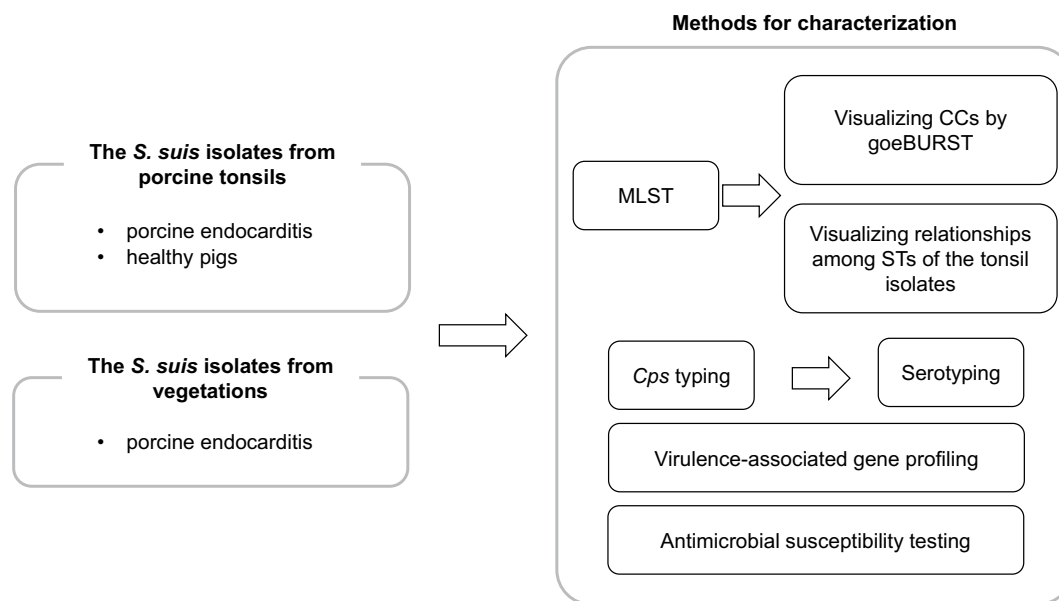 Methods for characterization
The S. suis isolates from
porcine tonsils
• porcine endocarditis
• healthy pigs
The S. suis isolates from
vegetations
• porcine endocarditis
MLST
Visualizing CCs by
goeBURST
Visualizing relationships
among STs of the tonsil
isolates
Cps typing
Serotyping
Virulence-associated gene profiling
Antimicrobial susceptibility testing